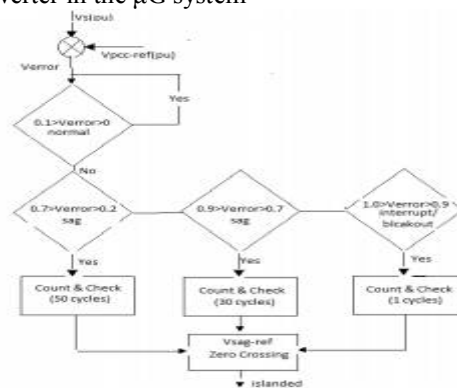 verter in the µG system
Vs(pu)
Vpcc-ref(pu)
Verror
Yes
0.1>Verror>0
normal
No
0.7>Verror>0.2
sag
0.9>Verror>0.7
sag
1.0>Verror>0.9
interrupt/
blcakout
Yes
Yes
Yes
Count & Check
(50 cycles)
Count & Check
(30 cycles)
Count & Check
(1 cycles)
Vsag-ref
Zero Crossing
islanded